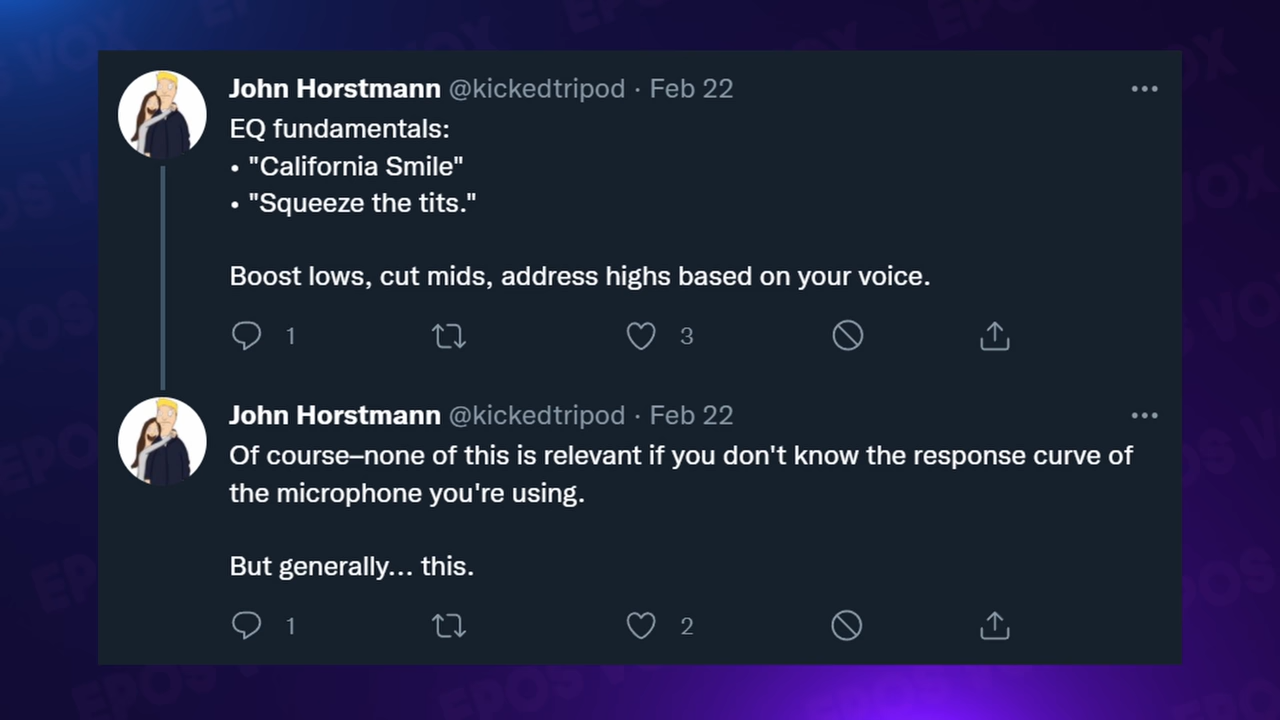 John Horstmann @kickedtripod · Feb 22
EQ fundamentals:
• "California Smile"
• "Squeeze the tits."
Boost lows, cut mids, address highs based on your voice.
1 3
John Horstmann @kickedtripod · Feb 22
Of course–none of this is relevant if you don't know the response curve of
the microphone you're using.
But generally... this.
1 2
EPOS VOX